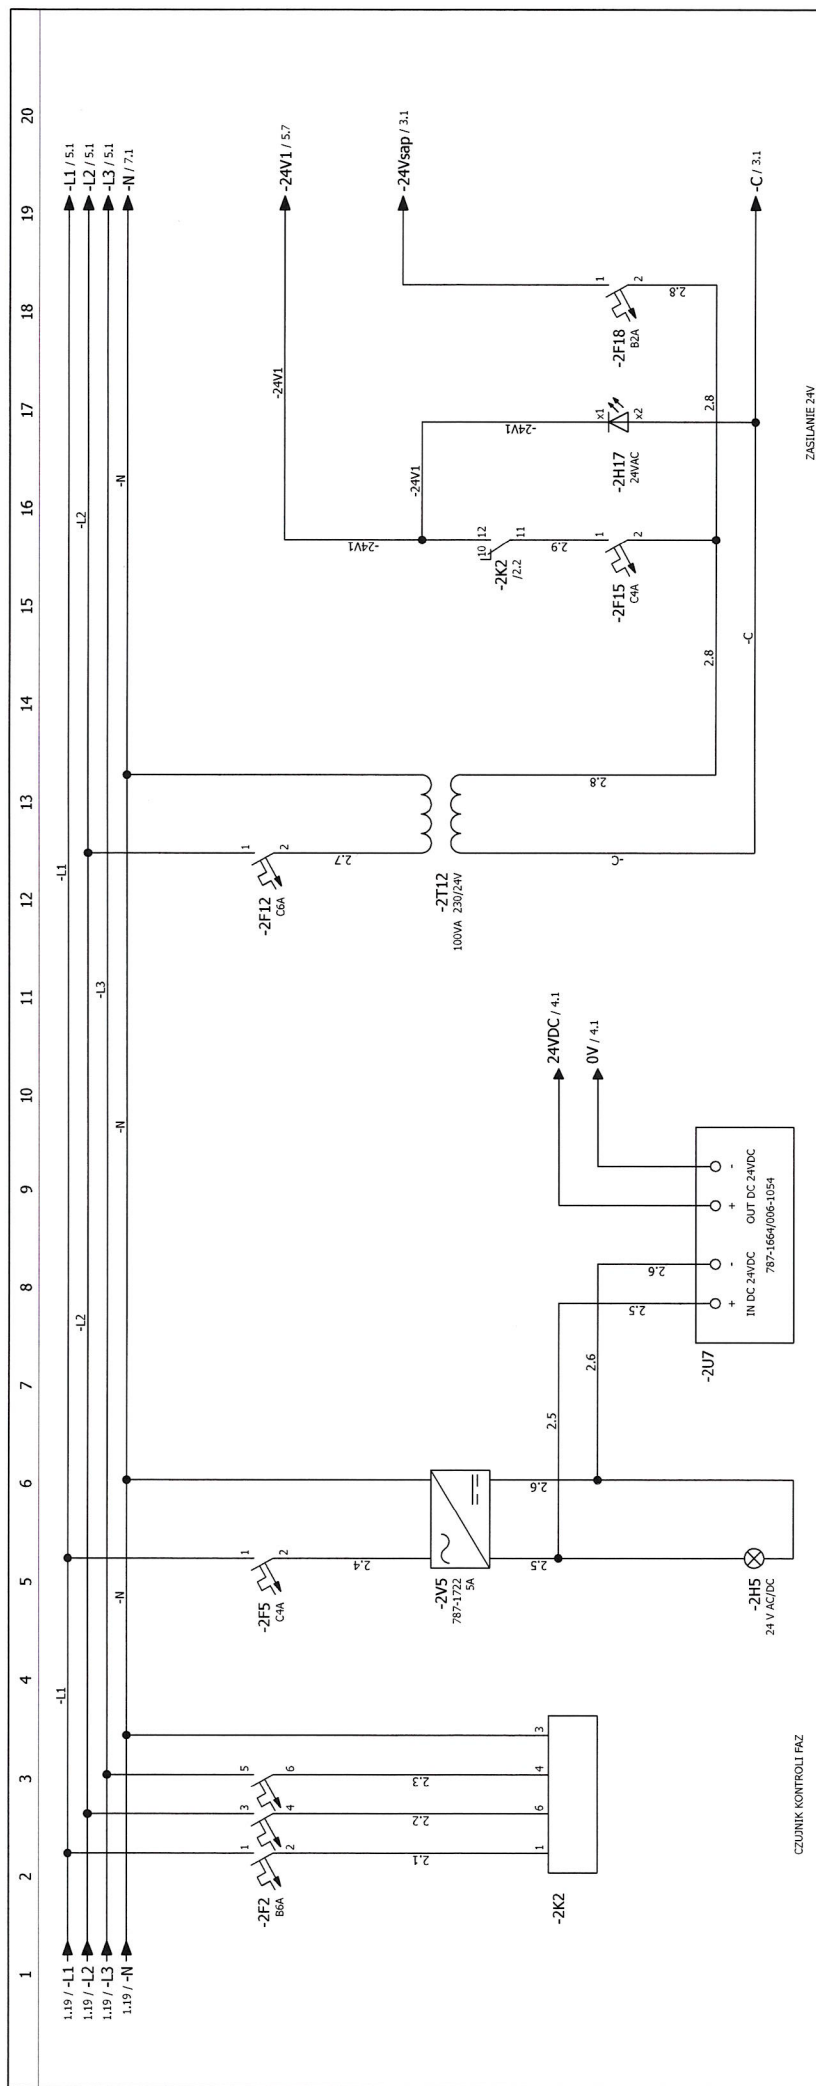 1 2 3 4 5 6 7 8 9 10 11 12 13 14 15 16 17 18 19 20
1.19 / -L1
-L1
-L1
-L1 / 5.1
1.19 / -L2
-L2
-L2
-L2 / 5.1
1.19 / -L3
-L3
-L3 / 5.1
1.19 / -N
-N
-N
-N
-N / 7.1
-2F2
B6A
1 2
3 4
5 6
2.1
2.2
2.3
-2K2
1 6 4 3
CZUJNIK KONTROLI FAZ
-2F5
C4A
1
2
2.4
-2V5
787-1722
5A
2.5
2.6
-2H5
24 V AC/DC
2.5
2.6
2.5
2.6
-2U7
+ - + -
IN DC 24VDC OUT DC 24VDC
787-1664/006-1054
24VDC / 4.1
0V / 4.1
-2F12
C6A
1
2
2.7
-2T12
100VA 230/24V
-C
2.8
2.8
-C
-24V1
-24V1
-24V1 / 5.7
-2K2
/2.2
10 12
11
2.9
-2F15
C4A
1
2
-24V1
-24V1
-2H17
24VAC
x1
x2
2.8
-24Vsap / 3.1
-2F18
B2A
1
2
2.8
-C / 3.1
ZASILANIE 24V